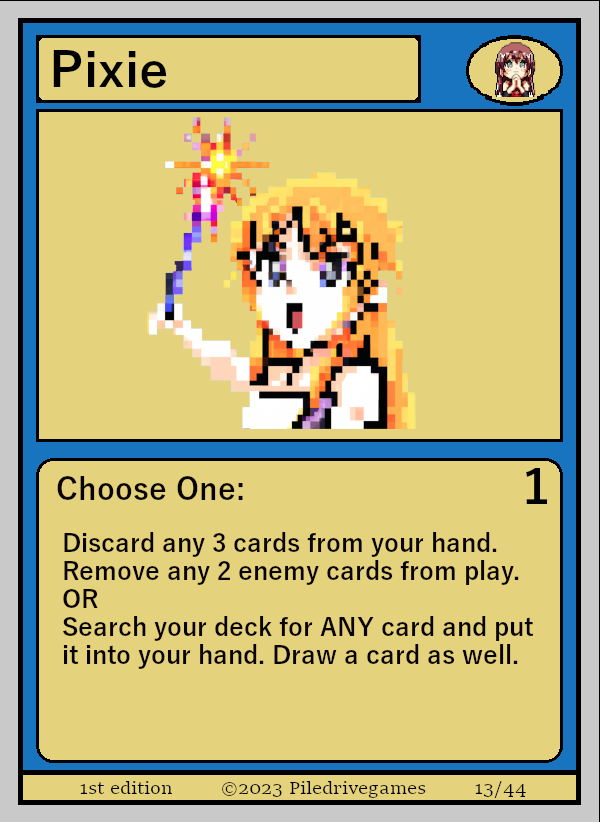 Pixie
Choose One:
1
Discard any 3 cards from your hand.
Remove any 2 enemy cards from play.
OR
Search your deck for ANY card and put
it into your hand. Draw a card as well.
1st edition ©2023 Piledrivegames 13/44